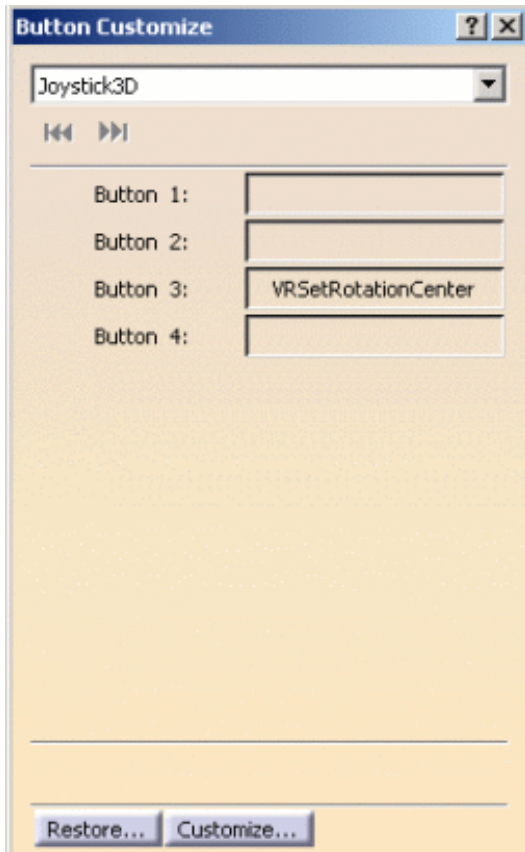 Button Customize
Joystick3D
Button 1:
Button 2:
Button 3: VRSetRotationCenter
Button 4:
Restore... Customize...